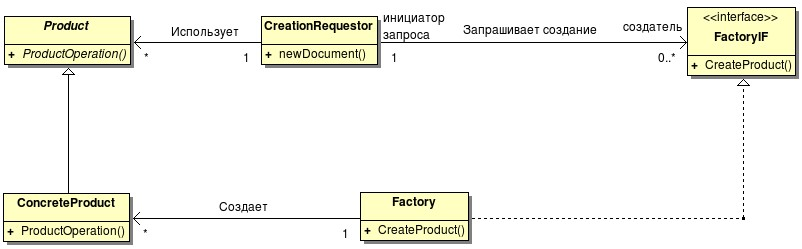 Product
+ ProductOperation()
Использует
*
1
CreationRequestor
+ newDocument()
инициатор
запроса
1
Запрашивает создание
создатель
0..*
<<interface>>
FactoryIF
+ CreateProduct()
ConcreteProduct
+ ProductOperation()
Создает
*
1
Factory
+ CreateProduct()